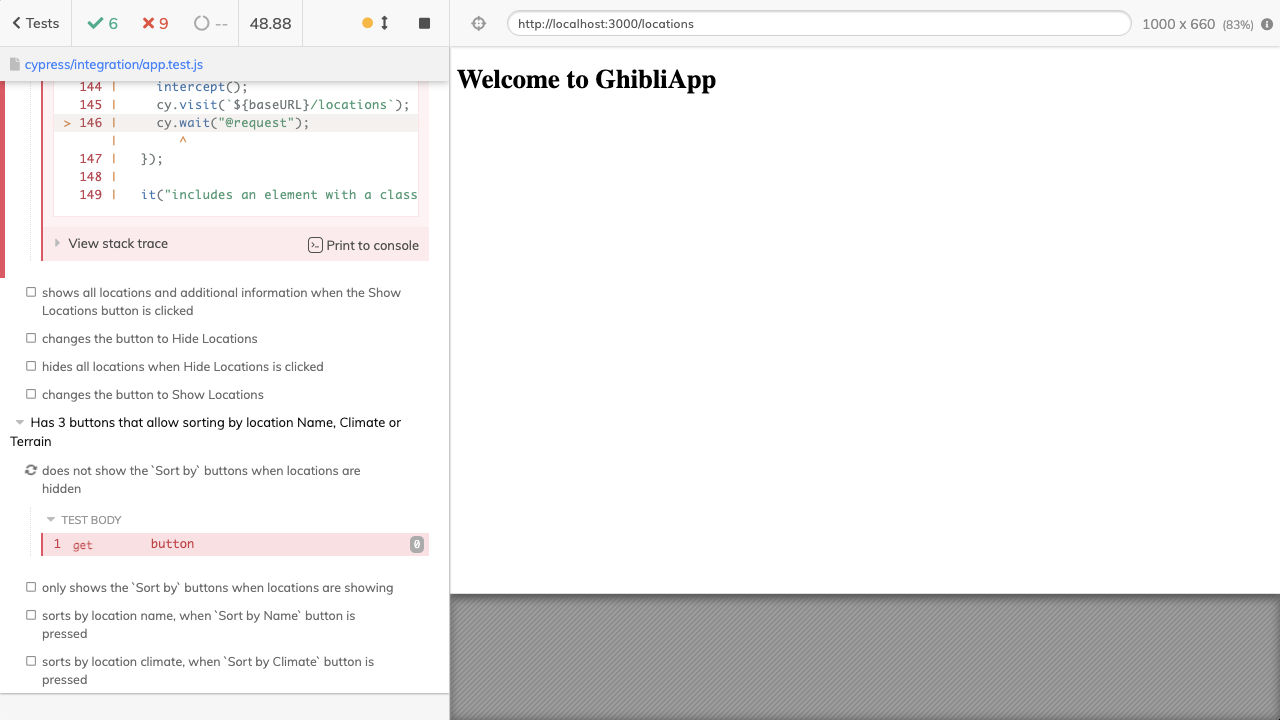 Tests
6
9
--
48.88
http://localhost:3000/locations
1000 x 660 (83%)
cypress/integration/app.test.js
144 | intercept();
145 | cy.visit(`${baseURL}/locations`);
> 146 | cy.wait("@request");
| ^
147 | });
148 |
149 | it("includes an element with a class
View stack trace
Print to console
shows all locations and additional information when the Show
Locations button is clicked
changes the button to Hide Locations
hides all locations when Hide Locations is clicked
changes the button to Show Locations
Has 3 buttons that allow sorting by location Name, Climate or
Terrain
does not show the `Sort by` buttons when locations are
hidden
TEST BODY
1 get button 0
only shows the `Sort by` buttons when locations are showing
sorts by location name, when `Sort by Name` button is
pressed
sorts by location climate, when `Sort by Climate` button is
pressed
Welcome to GhibliApp